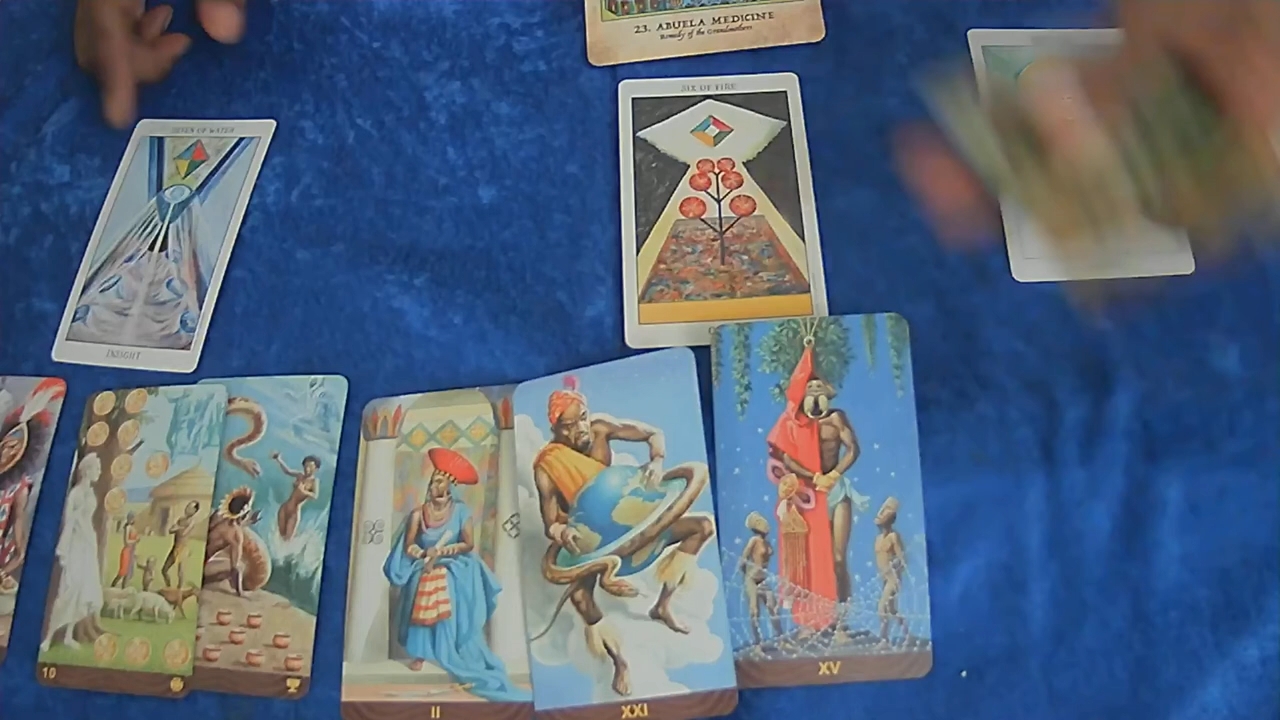 23. ABUELA MEDICINE
Remedy of the Grandmothers
SIX OF FIRE
SEVEN OF WATER
INSIGHT
10
II
XXI
XV